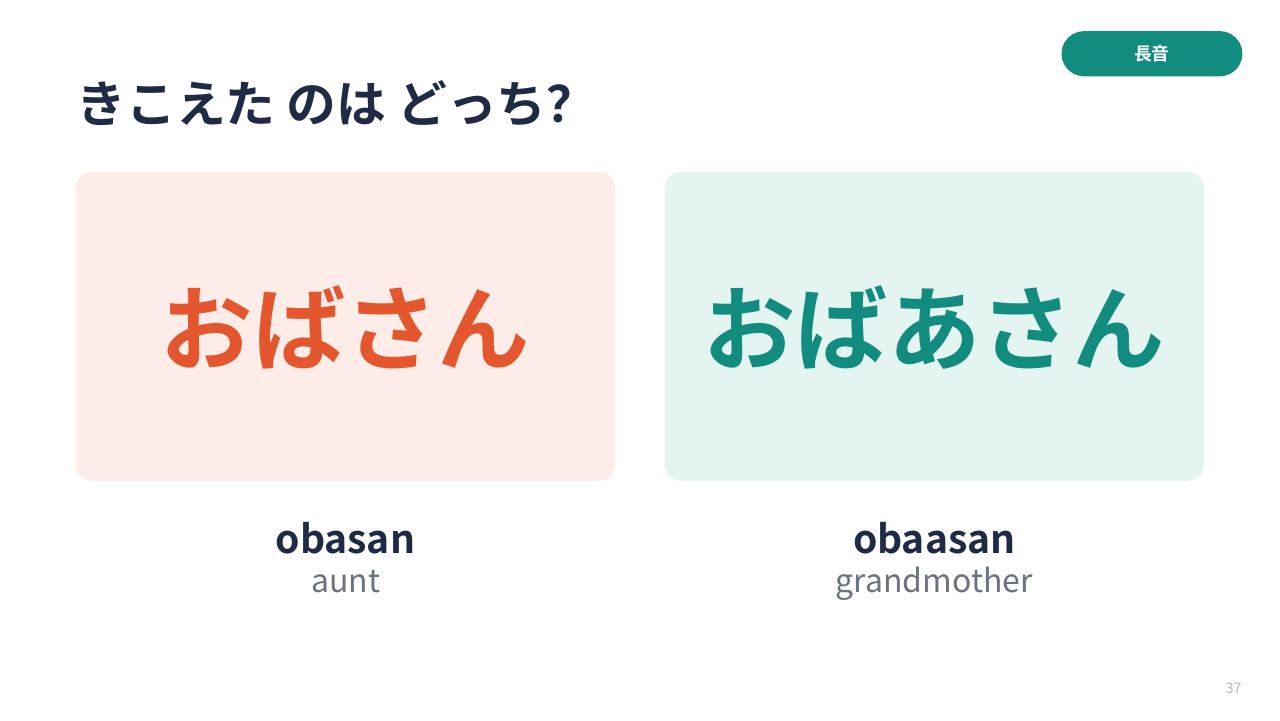 長音
きこえた のは どっち?
おばさん
おばあさん
obasan
aunt
obaasan
grandmother
37